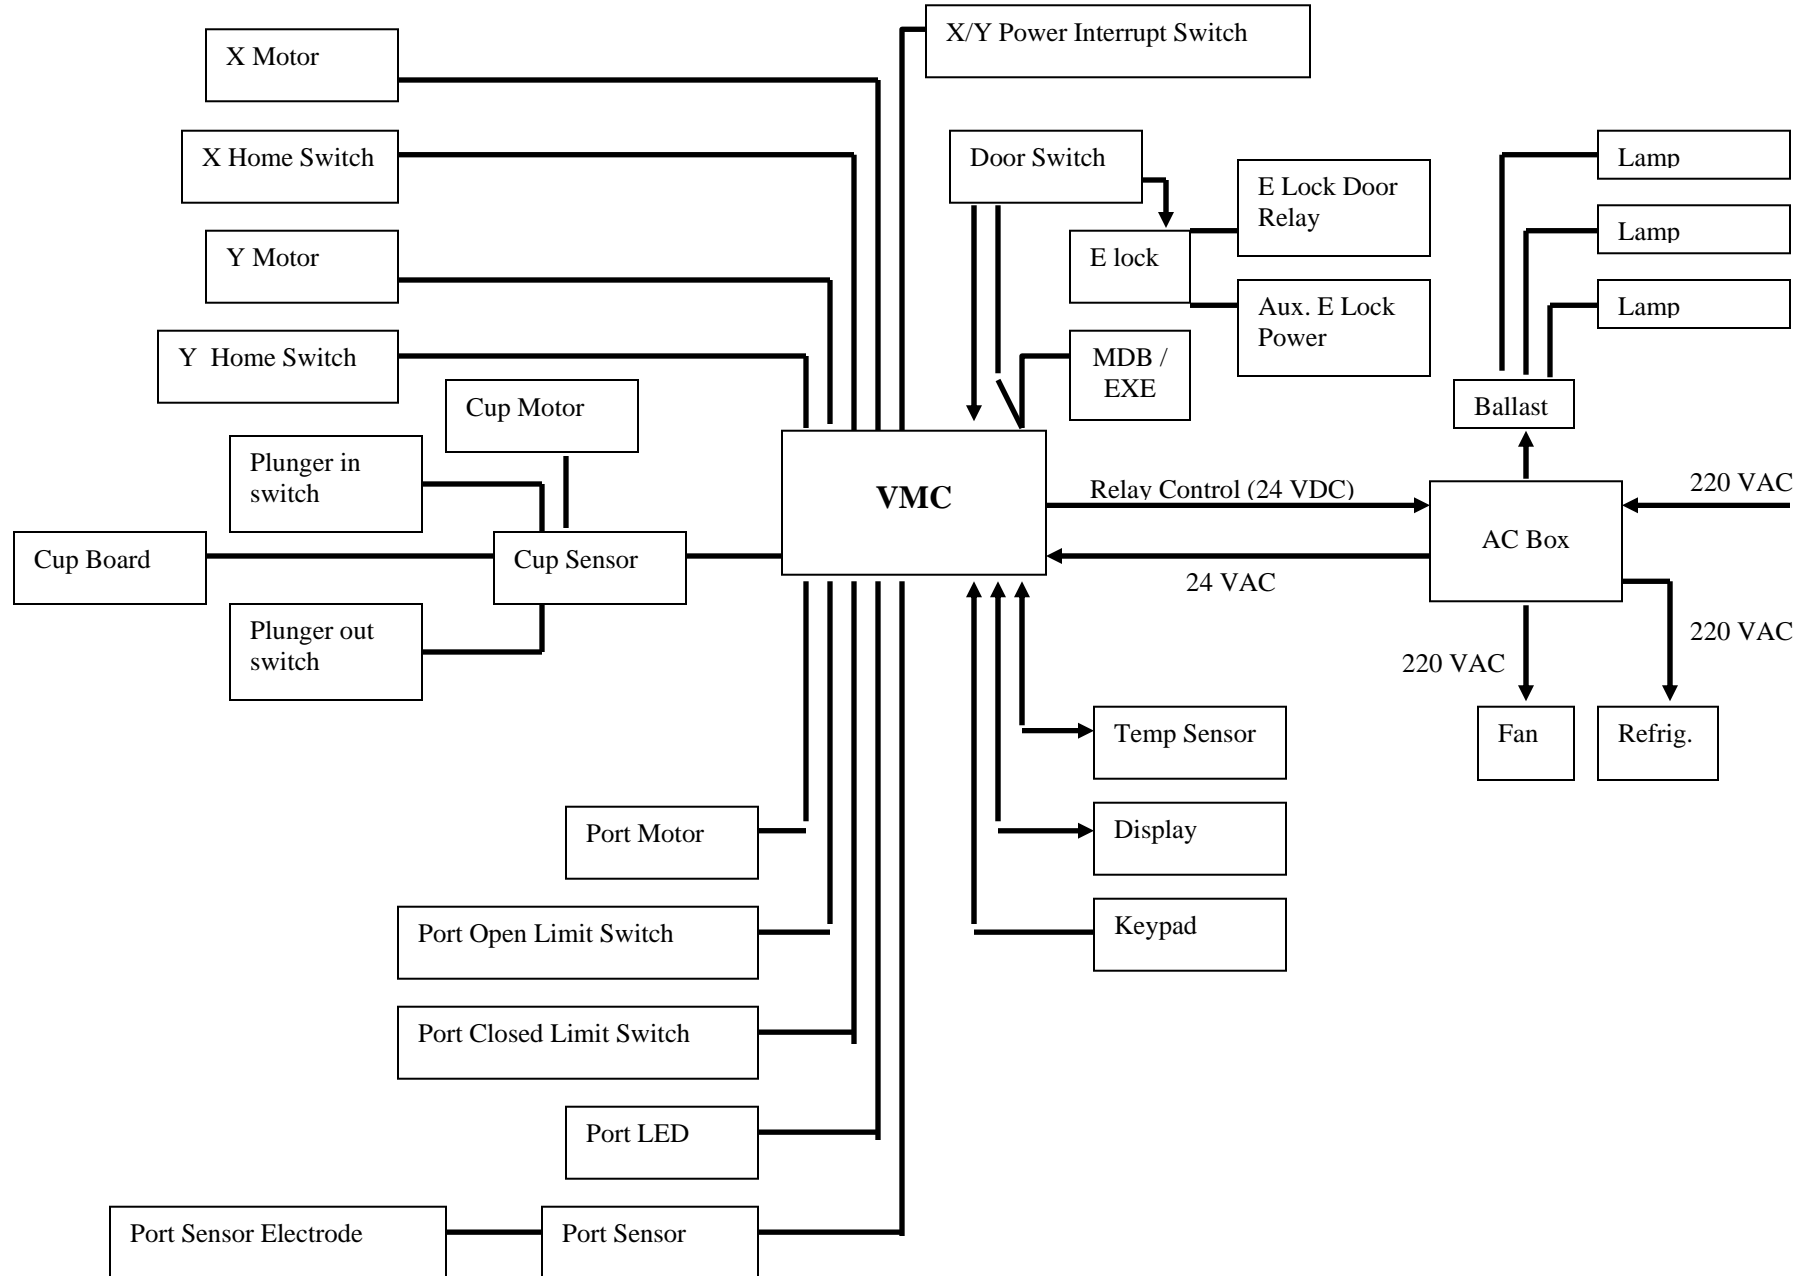 X/Y Power Interrupt Switch
X Motor
X Home Switch
Door Switch
Lamp
E Lock Door
Relay
Lamp
Y Motor
E lock
Aux. E Lock
Power
Lamp
Y Home Switch
MDB /
EXE
Cup Motor
Ballast
Plunger in
switch
VMC
Relay Control (24 VDC)
220 VAC
Cup Board
Cup Sensor
AC Box
24 VAC
Plunger out
switch
220 VAC
220 VAC
Temp Sensor
Fan
Refrig.
Port Motor
Display
Port Open Limit Switch
Keypad
Port Closed Limit Switch
Port LED
Port Sensor Electrode
Port Sensor